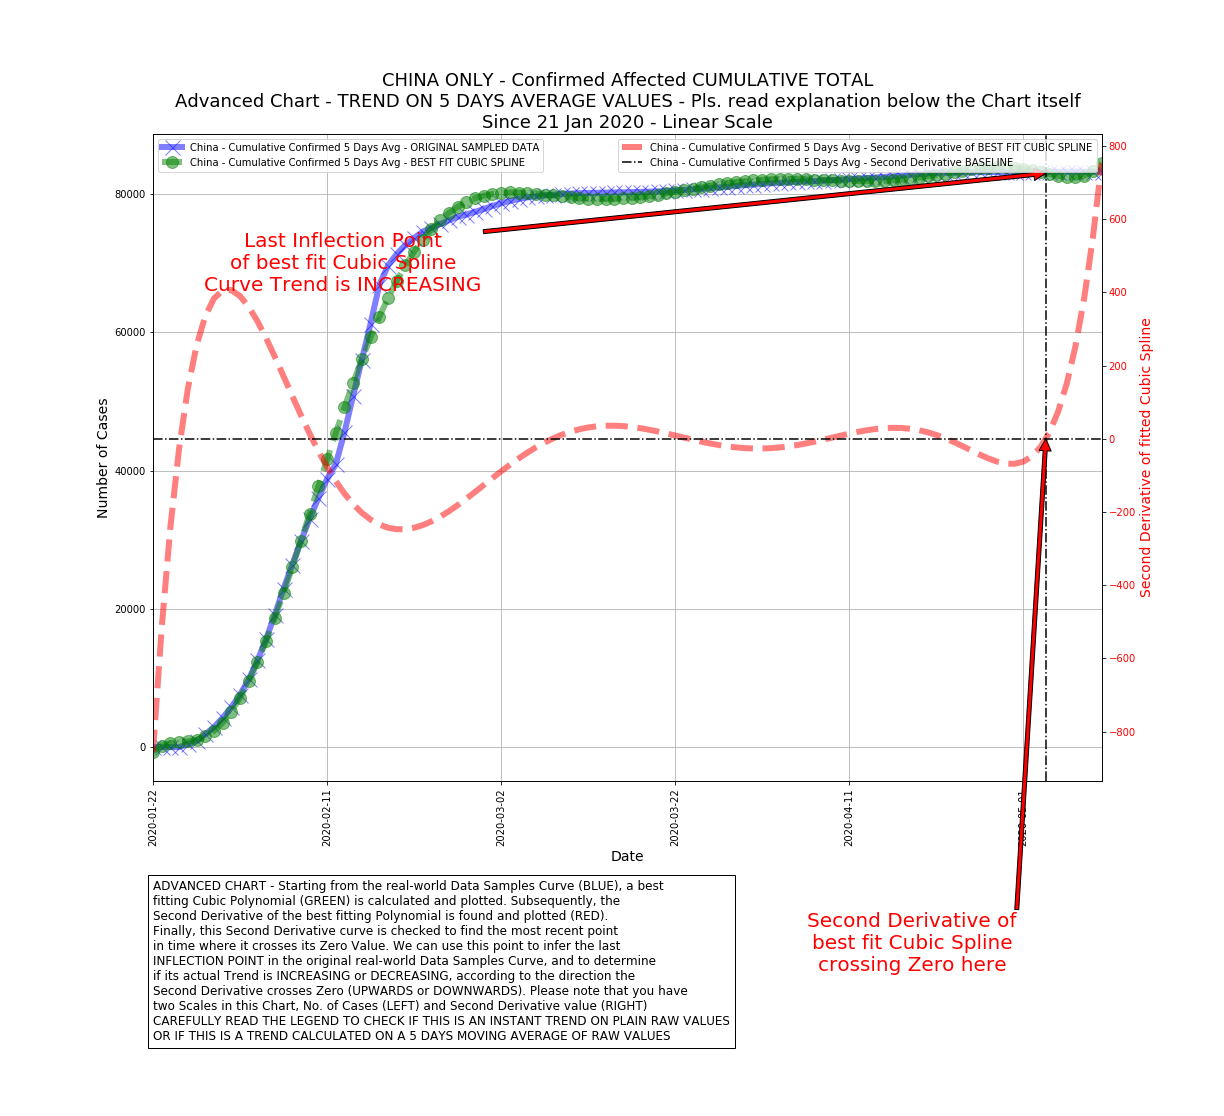 CHINA ONLY - Confirmed Affected CUMULATIVE TOTAL
Advanced Chart - TREND ON 5 DAYS AVERAGE VALUES - Pls. read explanation below the Chart itself
Since 21 Jan 2020 - Linear Scale
China - Cumulative Confirmed 5 Days Avg - ORIGINAL SAMPLED DATA
China - Cumulative Confirmed 5 Days Avg - BEST FIT CUBIC SPLINE
China - Cumulative Confirmed 5 Days Avg - Second Derivative of BEST FIT CUBIC SPLINE
China - Cumulative Confirmed 5 Days Avg - Second Derivative BASELINE
Last Inflection Point
of best fit Cubic Spline
Curve Trend is INCREASING
Number of Cases
80000
60000
40000
20000
0
800
600
400
200
0
−200
−400
−600
−800
Second Derivative of fitted Cubic Spline
2020-01-22
2020-02-11
2020-03-02
2020-03-22
2020-04-11
2020-05-01
Date
ADVANCED CHART - Starting from the real-world Data Samples Curve (BLUE), a best
fitting Cubic Polynomial (GREEN) is calculated and plotted. Subsequently, the
Second Derivative of the best fitting Polynomial is found and plotted (RED).
Finally, this Second Derivative curve is checked to find the most recent point
in time where it crosses its Zero Value. We can use this point to infer the last
INFLECTION POINT in the original real-world Data Samples Curve, and to determine
if its actual Trend is INCREASING or DECREASING, according to the direction the
Second Derivative crosses Zero (UPWARDS or DOWNWARDS). Please note that you have
two Scales in this Chart, No. of Cases (LEFT) and Second Derivative value (RIGHT)
CAREFULLY READ THE LEGEND TO CHECK IF THIS IS AN INSTANT TREND ON PLAIN RAW VALUES
OR IF THIS IS A TREND CALCULATED ON A 5 DAYS MOVING AVERAGE OF RAW VALUES
Second Derivative of
best fit Cubic Spline
crossing Zero here